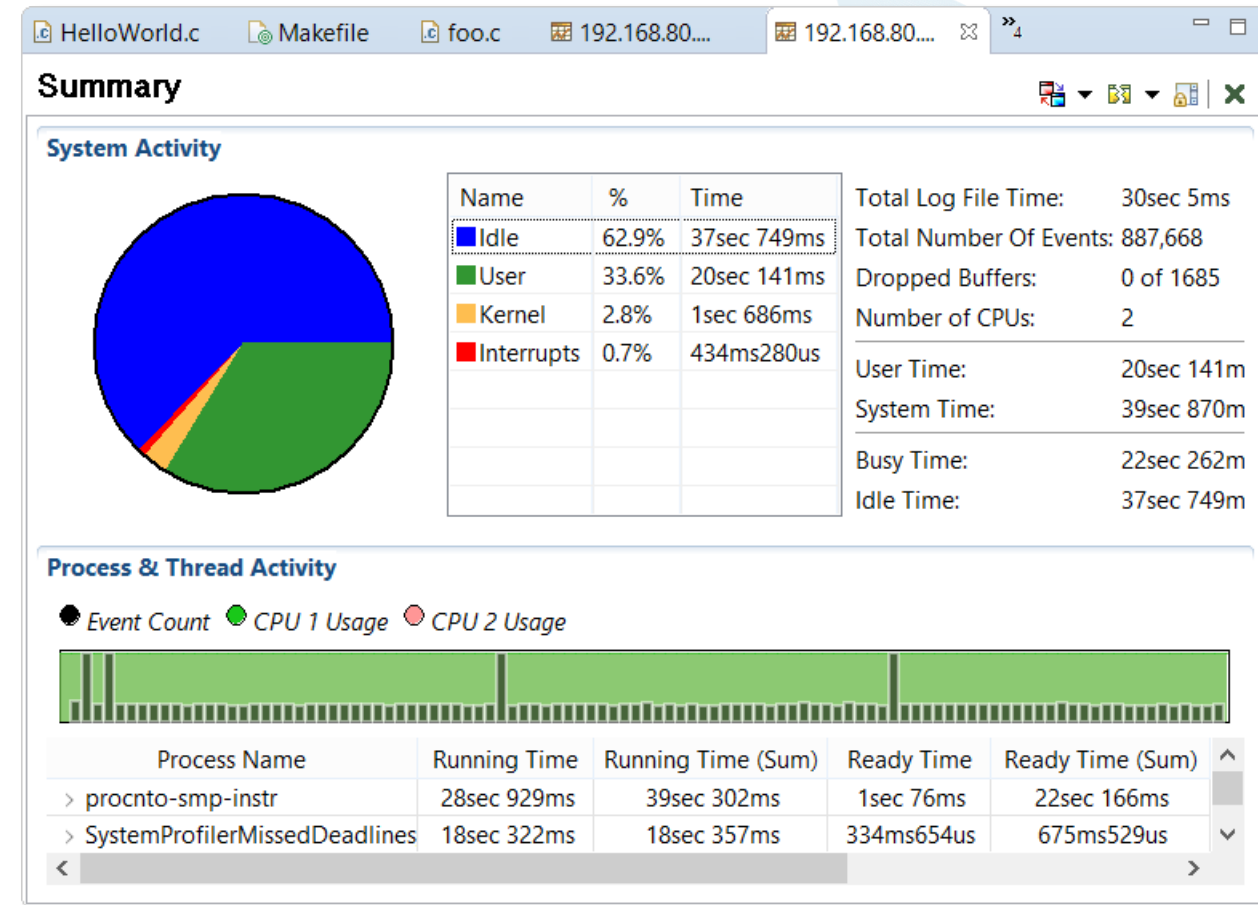 HelloWorld.c Makefile foo.c 192.168.80.... 192.168.80.... »4
Summary
System Activity
Name % Time
Idle 62.9% 37sec 749ms
User 33.6% 20sec 141ms
Kernel 2.8% 1sec 686ms
Interrupts 0.7% 434ms280us
Total Log File Time: 30sec 5ms
Total Number Of Events: 887,668
Dropped Buffers: 0 of 1685
Number of CPUs: 2
User Time: 20sec 141m
System Time: 39sec 870m
Busy Time: 22sec 262m
Idle Time: 37sec 749m
Process & Thread Activity
Event Count CPU 1 Usage CPU 2 Usage
Process Name Running Time Running Time (Sum) Ready Time Ready Time (Sum)
procnto-smp-instr 28sec 929ms 39sec 302ms 1sec 76ms 22sec 166ms
SystemProfilerMissedDeadlines 18sec 322ms 18sec 357ms 334ms654us 675ms529us